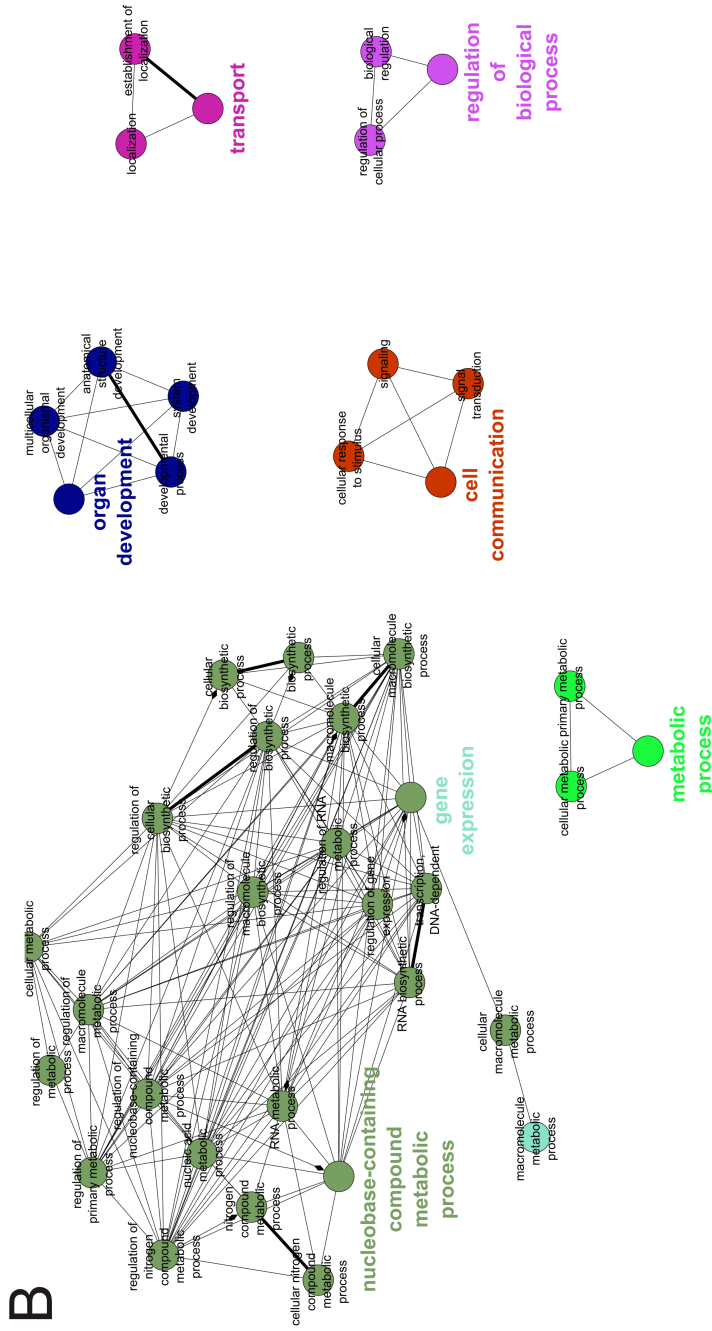 B
regulation of
nitrogen
compound
metabolic
process
regulation of
primary metabolic
process
regulation of
metabolic
process
cellular metabolic
process
regulation of
macromolecule
metabolic
process
regulation of
nucleobase-containing
compound
metabolic
process
nucleic acid
metabolic
process
nitrogen
compound
metabolic
process
cellular nitrogen
compound
metabolic
process
RNA metabolic
process
nucleobase-containing
compound
metabolic
process
regulation of
cellular
biosynthetic
process
regulation of
macromolecule
biosynthetic
process
regulation of
biosynthetic
process
cellular
biosynthetic
process
biosynthetic
process
macromolecule
biosynthetic
process
cellular
macromolecule
biosynthetic
process
regulation of RNA
metabolic
process
regulation of gene
expression
RNA biosynthetic
process
transcription,
DNA-dependent
gene
expression
cellular
macromolecule
metabolic
process
macromolecule
metabolic
process
cellular metabolic
process
primary metabolic
process
metabolic
process
multicellular
organismal
development
anatomical
structure
development
system
development
developmental
process
organ
development
cellular response
to stimulus
signaling
signal
transduction
cell
communication
localization
establishment of
localization
transport
regulation of
cellular process
biological
regulation
regulation
of
biological
process